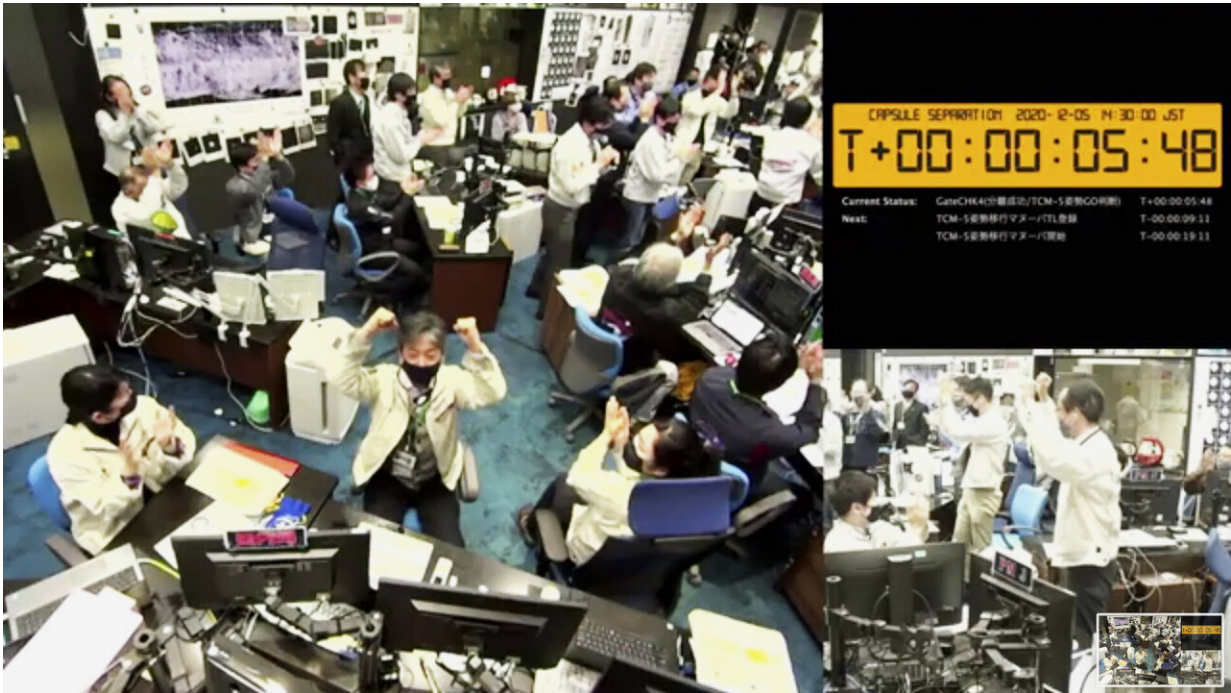 CAPSULE SEPARATION 2020-12-05 14:30:00 JST
T+00:00:05:48
Current Status: GateCHK4(分離成功/TCM-5姿勢GO判断) T+00:00:05:48
Next: TCM-5姿勢移行マヌーバTL登録 T-00:00:09:11
TCM-5姿勢移行マヌーバ開始 T-00:00:19:11